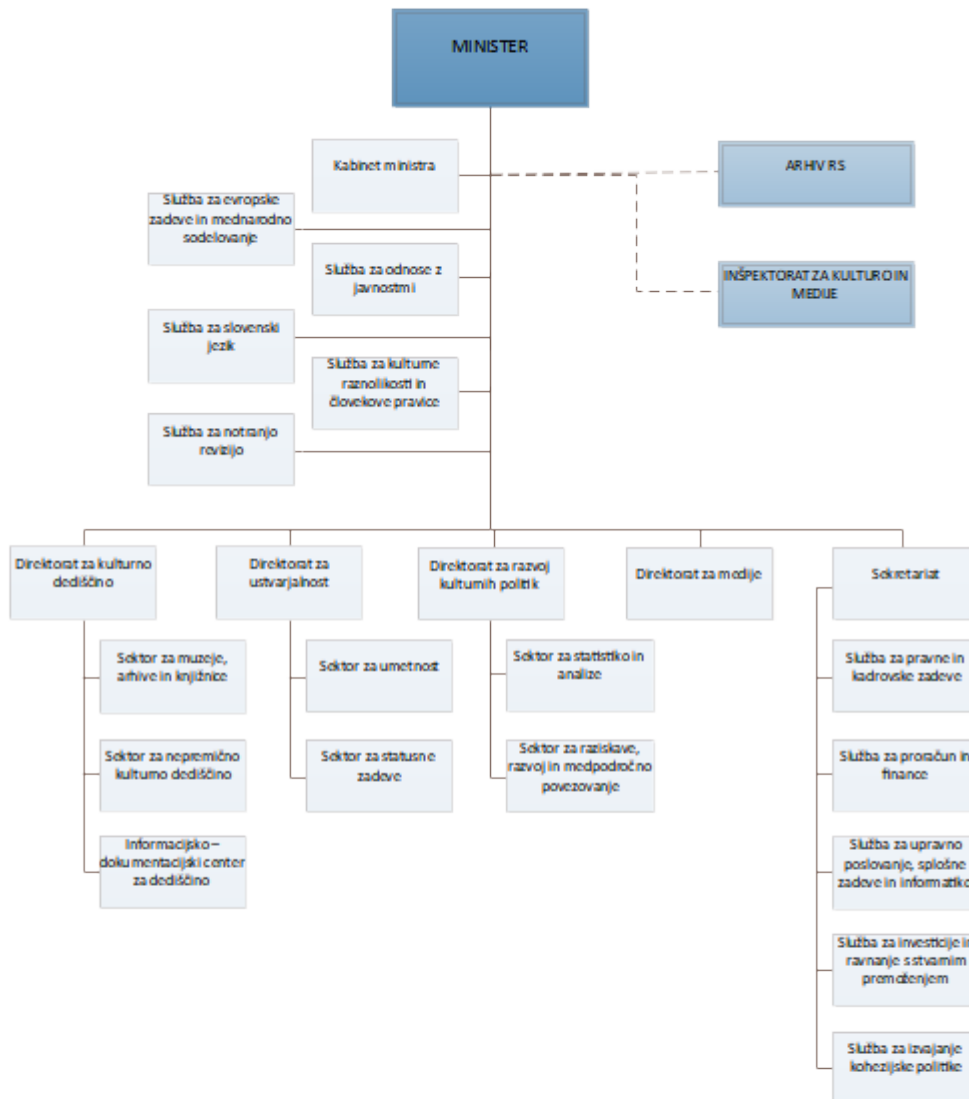 MINISTER
Kabinet ministra
ARHIV RS
Služba za evropske
zadeve in mednarodno
sodelovanje
Služba za odnose z
javnostmi
INŠPEKTORAT ZA KULTURO IN
MEDIJE
Služba za slovenski
jezik
Služba za kulturne
raznolikosti in
človekove pravice
Služba za notranjo
revizijo
Direktorat za kulturno
dediščino
Direktorat za
ustvarjalnost
Direktorat za razvoj
kulturnih politik
Direktorat za medije
Sekretariat
Sektor za muzeje,
arhive in knjižnice
Sektor za umetnost
Sektor za statistiko in
analize
Služba za pravne in
kadrovske zadeve
Sektor za nepremično
kulturno dediščino
Sektor za statusne
zadeve
Sektor za raziskave,
razvoj in medpodročno
povezovanje
Služba za proračun in
finance
Informacijsko –
dokumentacijski center
za dediščino
Služba za upravno
poslovanje, splošne
zadeve in informatiko
Služba za investicije in
ravnanje s stvarnim
premoženjem
Služba za izvajanje
kohezijske politike